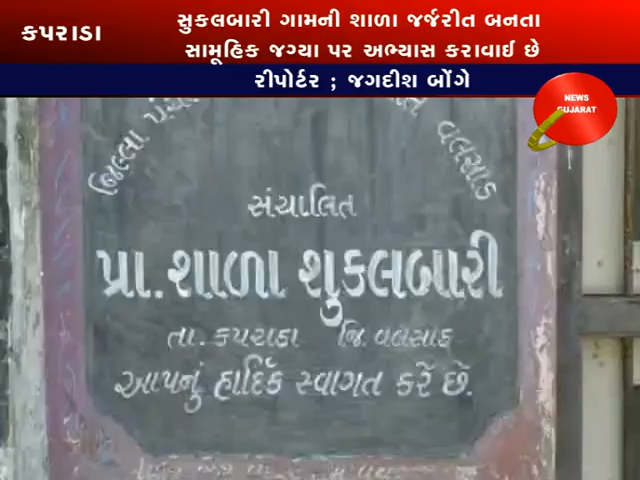 કપરાડા
સુકલબારી ગામની શાળા જર્જરીત બનતા
સામૂહિક જગ્યા પર અભ્યાસ કરાવાઈ છે
રીપોર્ટર ; જગદીશ બોંગે
NEWS
GUJARAT
જિલ્લા વલસાડ
સંચાલિત
પ્રા. શાળા શુકલબારી
તા. કપરાડા જિ. વલસાડ
આપનું હાર્દિક સ્વાગત કરે છે.